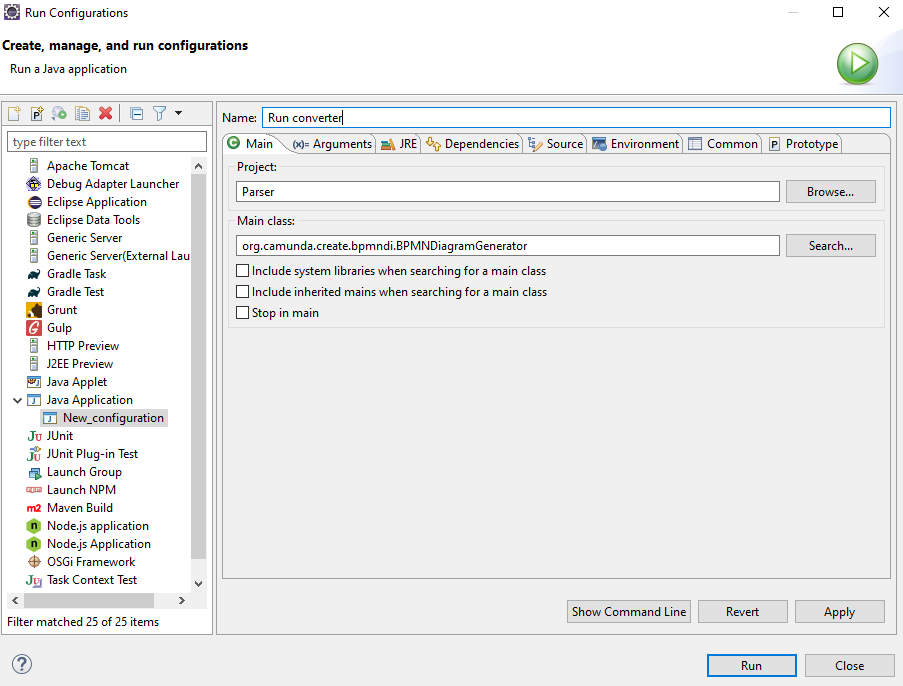 Run Configurations
Create, manage, and run configurations
Run a Java application
type filter text
Apache Tomcat
Debug Adapter Launcher
Eclipse Application
Eclipse Data Tools
Generic Server
Generic Server(External Lau
Gradle Task
Gradle Test
Grunt
Gulp
HTTP Preview
J2EE Preview
Java Applet
Java Application
New_configuration
JUnit
JUnit Plug-in Test
Launch Group
Launch NPM
Maven Build
Node.js application
Node.js Application
OSGi Framework
Task Context Test
Filter matched 25 of 25 items
Name: Run converter
Main (x)= Arguments JRE Dependencies Source Environment Common Prototype
Project:
Parser Browse...
Main class:
org.camunda.create.bpmndi.BPMNDiagramGenerator Search...
Include system libraries when searching for a main class
Include inherited mains when searching for a main class
Stop in main
Show Command Line Revert Apply
Run Close